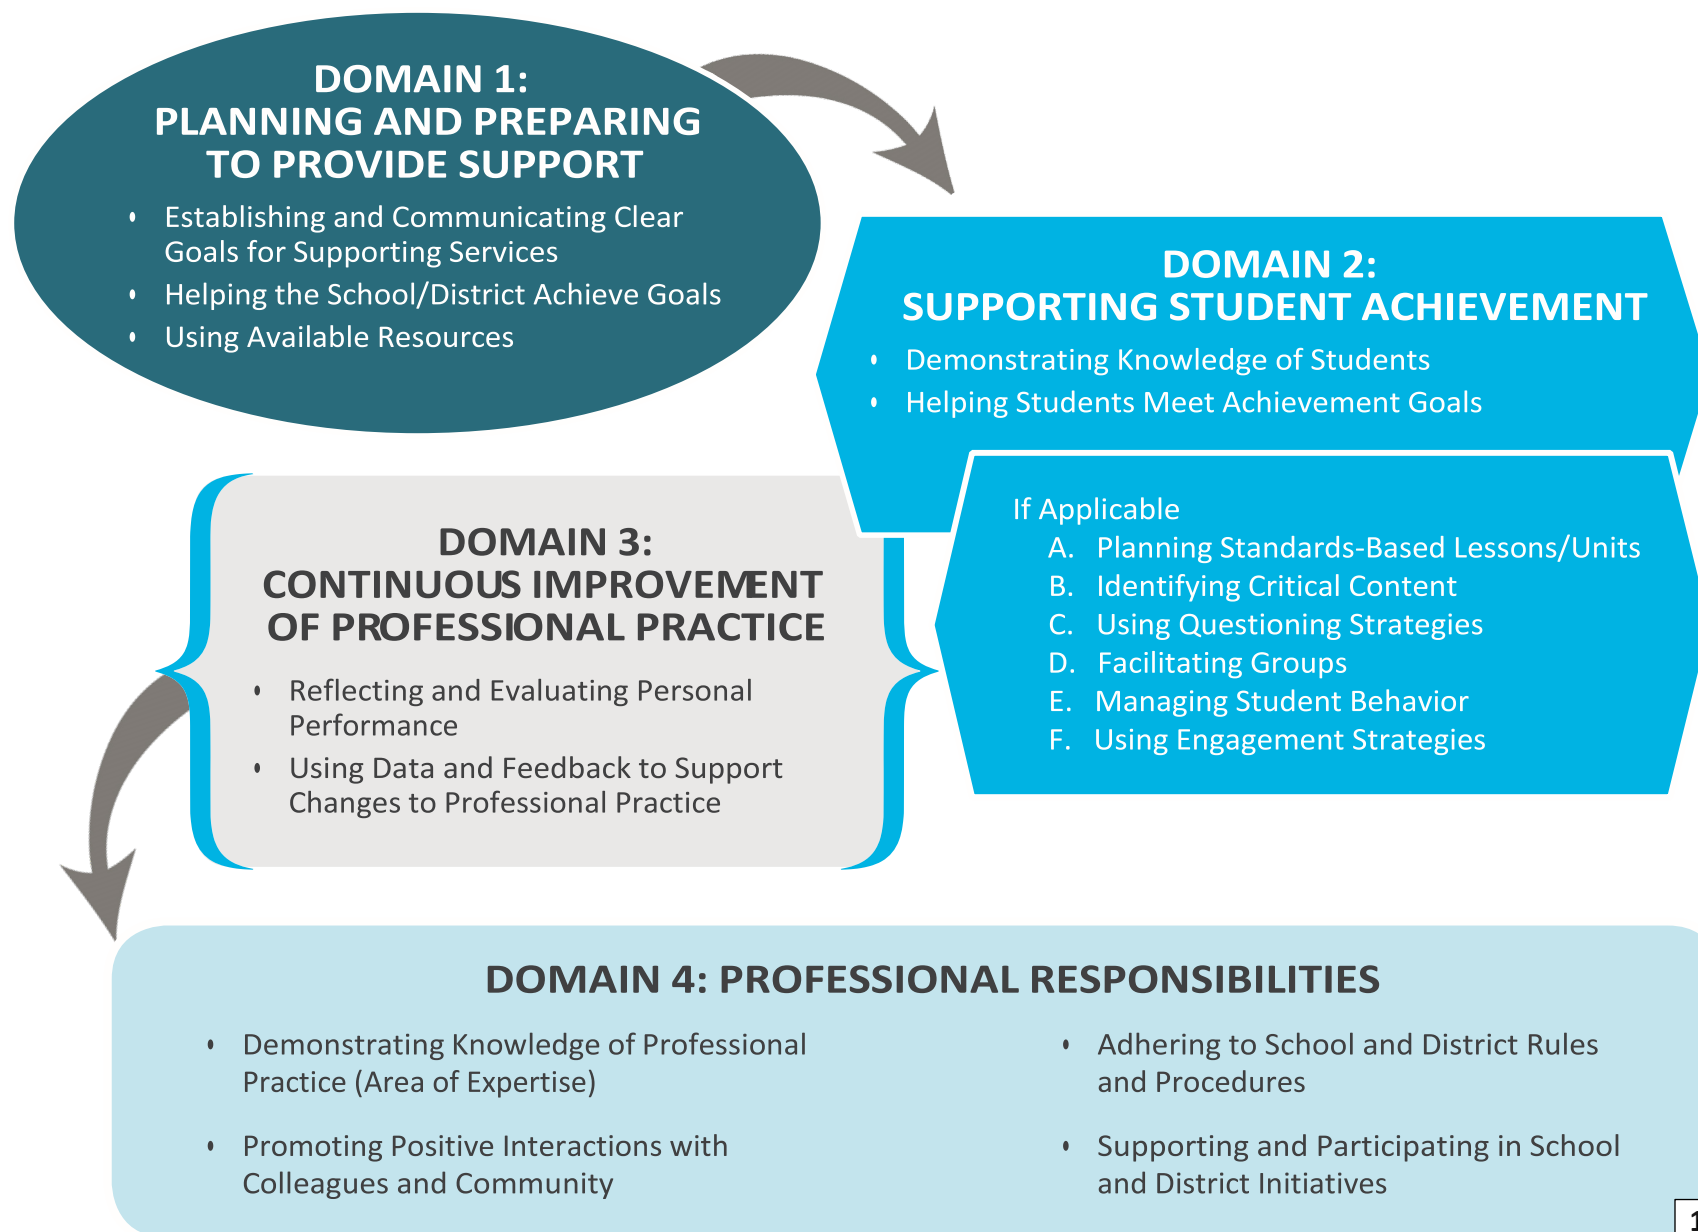 DOMAIN 1:
PLANNING AND PREPARING
TO PROVIDE SUPPORT
• Establishing and Communicating Clear
Goals for Supporting Services
• Helping the School/District Achieve Goals
• Using Available Resources
DOMAIN 2:
SUPPORTING STUDENT ACHIEVEMENT
• Demonstrating Knowledge of Students
• Helping Students Meet Achievement Goals
If Applicable
A. Planning Standards-Based Lessons/Units
B. Identifying Critical Content
C. Using Questioning Strategies
D. Facilitating Groups
E. Managing Student Behavior
F. Using Engagement Strategies
DOMAIN 3:
CONTINUOUS IMPROVEMENT
OF PROFESSIONAL PRACTICE
• Reflecting and Evaluating Personal
Performance
• Using Data and Feedback to Support
Changes to Professional Practice
DOMAIN 4: PROFESSIONAL RESPONSIBILITIES
• Demonstrating Knowledge of Professional
Practice (Area of Expertise)
• Promoting Positive Interactions with
Colleagues and Community
• Adhering to School and District Rules
and Procedures
• Supporting and Participating in School
and District Initiatives
1